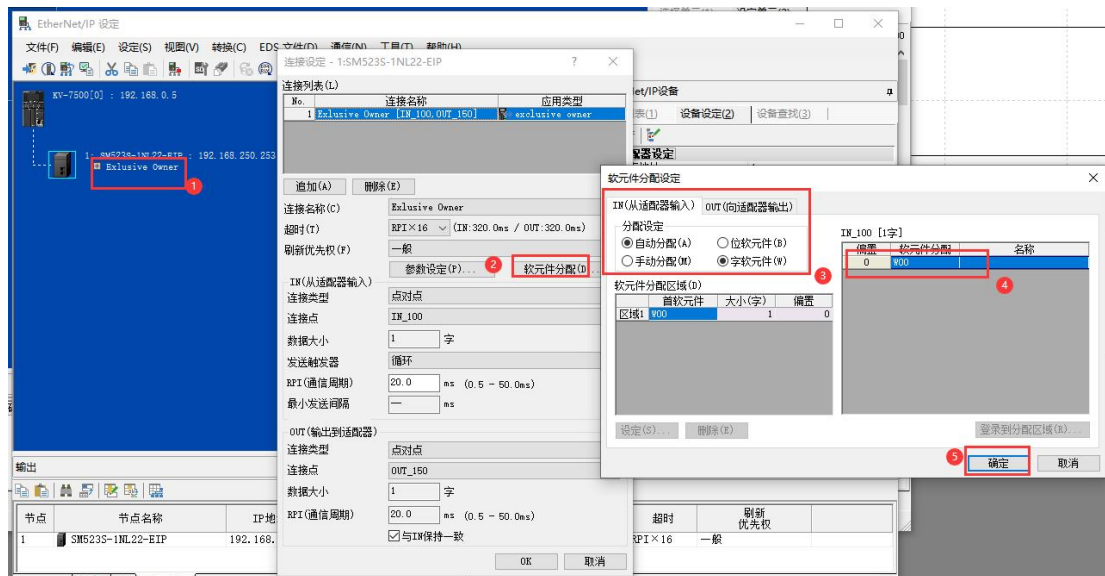 EtherNet/IP 设定
文件(F) 编辑(E) 设定(S) 视图(V) 转换(C) EDS 文件(D) 通信(N) 工具(T) 帮助(H)
KV-7500[0] : 192.168.0.5
1: SM523S-1NL22-EIP : 192.168.250.253
Exlusive Owner
1
连接设定 - 1:SM523S-1NL22-EIP
连接列表(L)
No. 连接名称 应用类型
1 Exlusive Owner [IN_100,OUT_150] exclusive owner
追加(A) 删除(E)
连接名称(C) Exlusive Owner
超时(T) RPI×16 (IN:320.0ms / OUT:320.0ms)
刷新优先权(P) 一般
参数设定(P)... 2 软元件分配(D)
IN(从适配器输入)
连接类型 点对点
连接点 IN_100
数据大小 1 字
发送触发器 循环
RPI(通信周期) 20.0 ms (0.5 - 50.0ms)
最小发送间隔 — ms
OUT(输出到适配器)
连接类型 点对点
连接点 OUT_150
数据大小 1 字
RPI(通信周期) 20.0 ms (0.5 - 50.0ms)
与IN保持一致
OK 取消
et/IP设备
表(1) 设备设定(2) 设备查找(3)
配器设定
软元件分配设定
IN(从适配器输入) OUT(向适配器输出)
分配设定
自动分配(A) 位软元件(B)
手动分配(M) 字软元件(W)
3
软元件分配区域(D)
首软元件 大小(字) 偏置
区域1 W00 1 0
IN_100 [1字]
偏置 软元件分配 名称
0 W00
4
设定(S)... 删除(E) 登录到分配区域(R)...
5 确定 取消
输出
节点 节点名称 IP地 超时 刷新优先权
1 SM523S-1NL22-EIP 192.168. RPI×16 一般